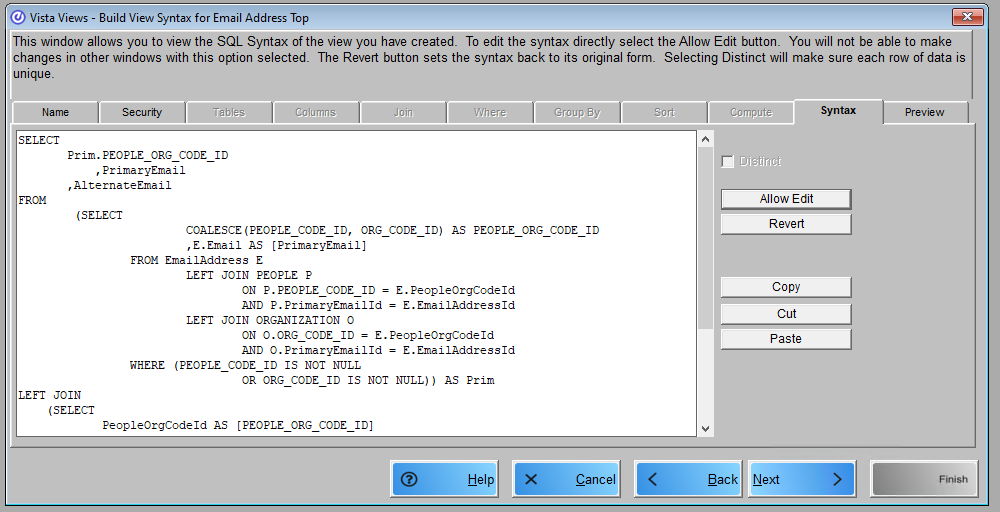 Vista Views - Build View Syntax for Email Address Top
This window allows you to view the SQL Syntax of the view you have created.  To edit the syntax directly select the Allow Edit button.  You will not be able to make
changes in other windows with this option selected.  The Revert button sets the syntax back to its original form.  Selecting Distinct will make sure each row of data is
unique.
Name Security Tables Columns Join Where Group By Sort Compute Syntax Preview
SELECT
Prim.PEOPLE_ORG_CODE_ID
,PrimaryEmail
,AlternateEmail
FROM
(SELECT
COALESCE(PEOPLE_CODE_ID, ORG_CODE_ID) AS PEOPLE_ORG_CODE_ID
,E.Email AS [PrimaryEmail]
FROM EmailAddress E
LEFT JOIN PEOPLE P
ON P.PEOPLE_CODE_ID = E.PeopleOrgCodeId
AND P.PrimaryEmailId = E.EmailAddressId
LEFT JOIN ORGANIZATION O
ON O.ORG_CODE_ID = E.PeopleOrgCodeId
AND O.PrimaryEmailId = E.EmailAddressId
WHERE (PEOPLE_CODE_ID IS NOT NULL
OR ORG_CODE_ID IS NOT NULL)) AS Prim
LEFT JOIN
(SELECT
PeopleOrgCodeId AS [PEOPLE_ORG_CODE_ID]
Distinct
Allow Edit
Revert
Copy
Cut
Paste
Help Cancel Back Next Finish